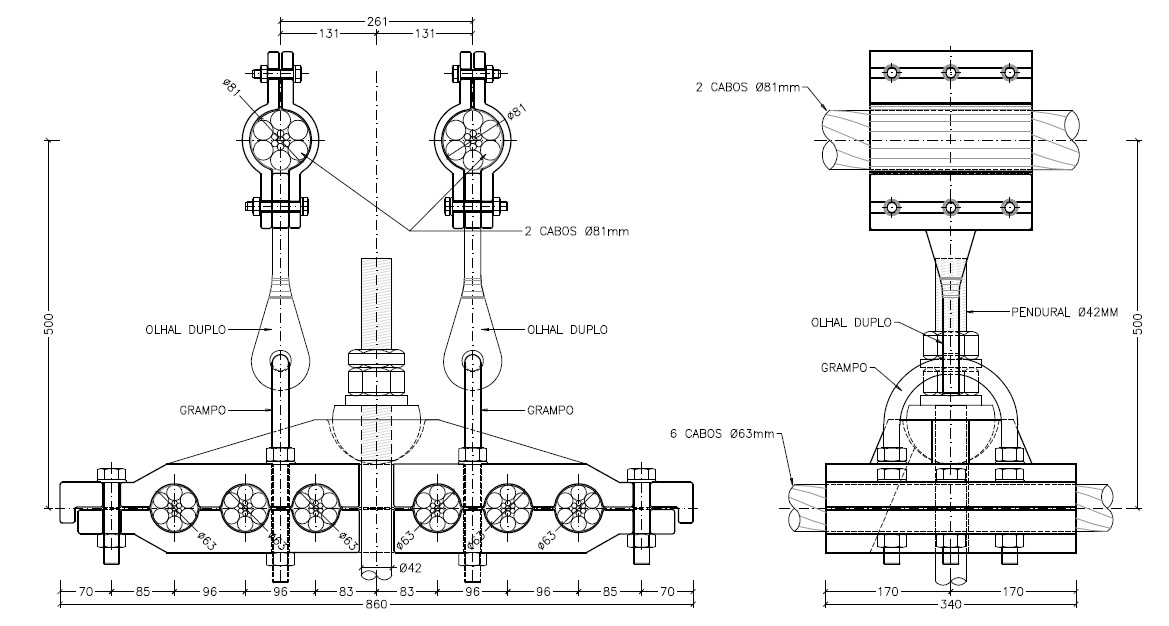 261
131
131
Ø81
Ø81
2 CABOS Ø81mm
2 CABOS Ø81mm
500
500
OLHAL DUPLO
OLHAL DUPLO
GRAMPO
GRAMPO
PENDURAL Ø42MM
OLHAL DUPLO
GRAMPO
6 CABOS Ø63mm
Ø63
Ø63
Ø63
Ø63
Ø63
Ø63
Ø42
70
85
96
96
83
83
96
96
85
70
860
170
170
340